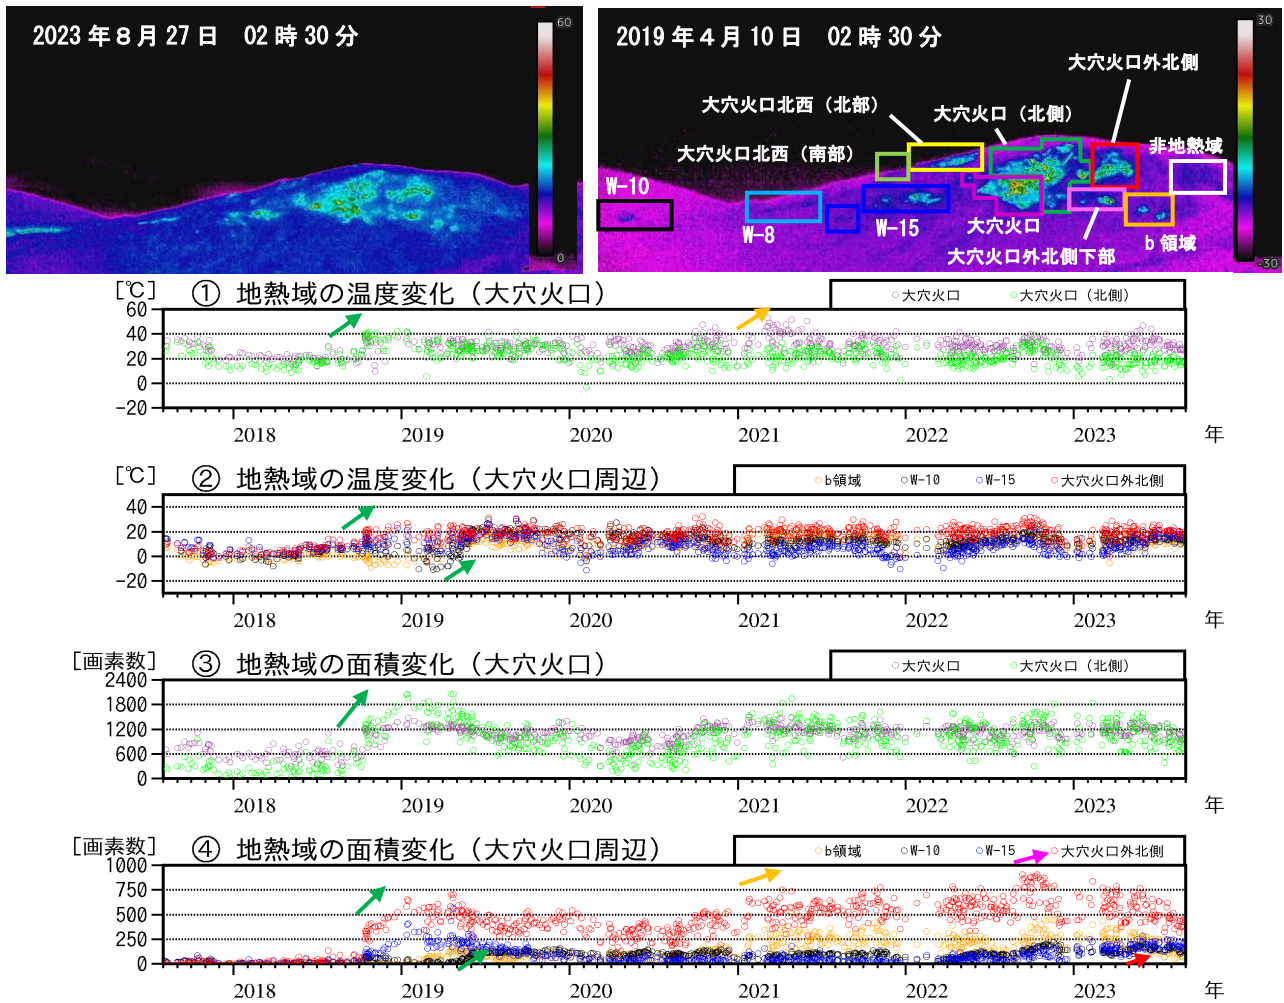 2023年8月27日 02時30分
60
0
2019年4月10日 02時30分
30
-30
大穴火口外北側
大穴火口北西（北部）
大穴火口（北側）
大穴火口北西（南部）
非地熱域
W-10
W-8
W-15
大穴火口
大穴火口外北側下部
b領域
[℃]
① 地熱域の温度変化（大穴火口）
大穴火口
大穴火口（北側）
60
40
20
0
-20
2018 2019 2020 2021 2022 2023 年
[℃]
② 地熱域の温度変化（大穴火口周辺）
b領域 W-10 W-15 大穴火口外北側
40
20
0
-20
2018 2019 2020 2021 2022 2023 年
[画素数]
③ 地熱域の面積変化（大穴火口）
大穴火口 大穴火口（北側）
2400
1800
1200
600
0
2018 2019 2020 2021 2022 2023 年
[画素数]
④ 地熱域の面積変化（大穴火口周辺）
b領域 W-10 W-15 大穴火口外北側
1000
750
500
250
0
2018 2019 2020 2021 2022 2023 年